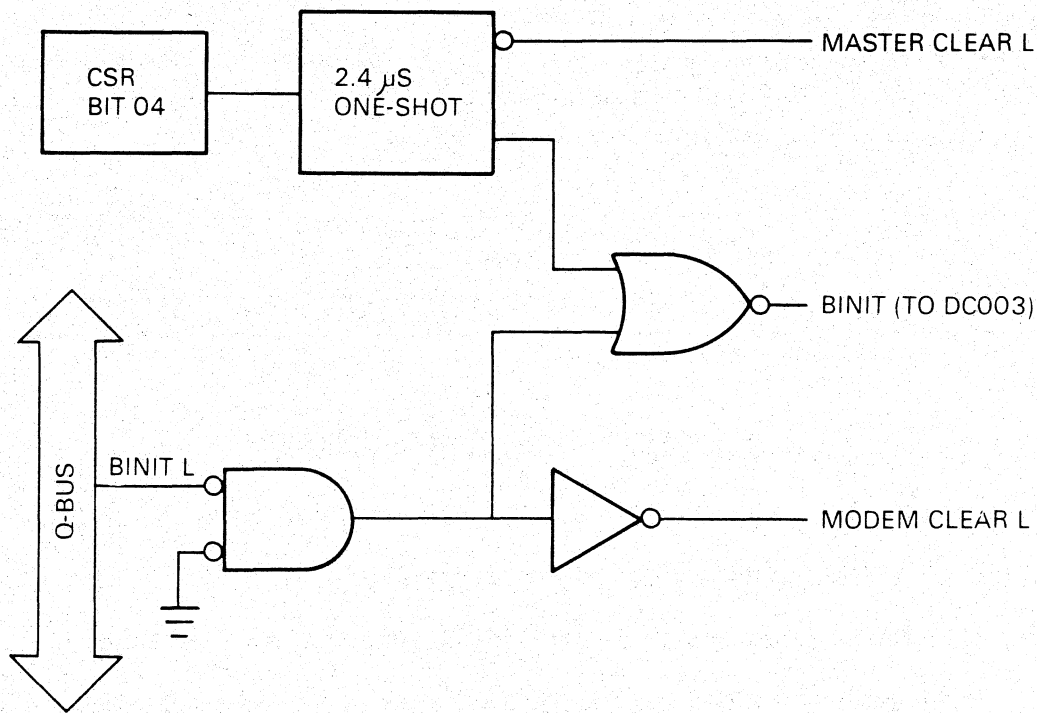 CSR
BIT 04
2.4 µS
ONE-SHOT
MASTER CLEAR L
BINIT (TO DC003)
Q-BUS
BINIT L
MODEM CLEAR L